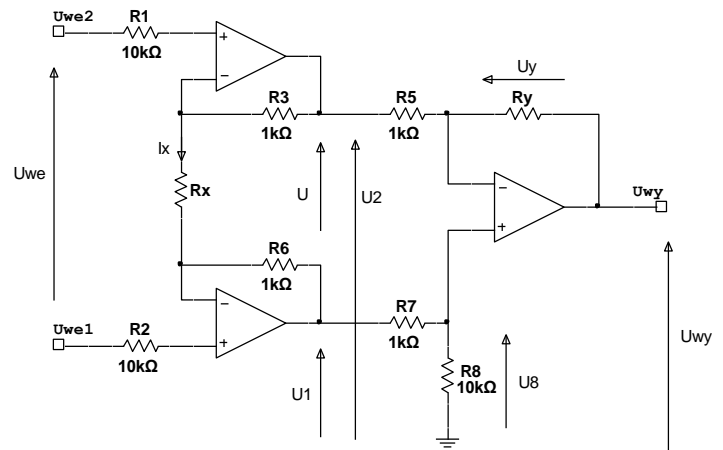 Uwe2
R1
10kΩ
+
−
R3
1kΩ
R5
1kΩ
Uy
Ry
Ix
Uwe
Rx
U
U2
−
+
Uwy
R6
1kΩ
−
+
Uwe1
R2
10kΩ
R7
1kΩ
U1
R8
10kΩ
U8
Uwy